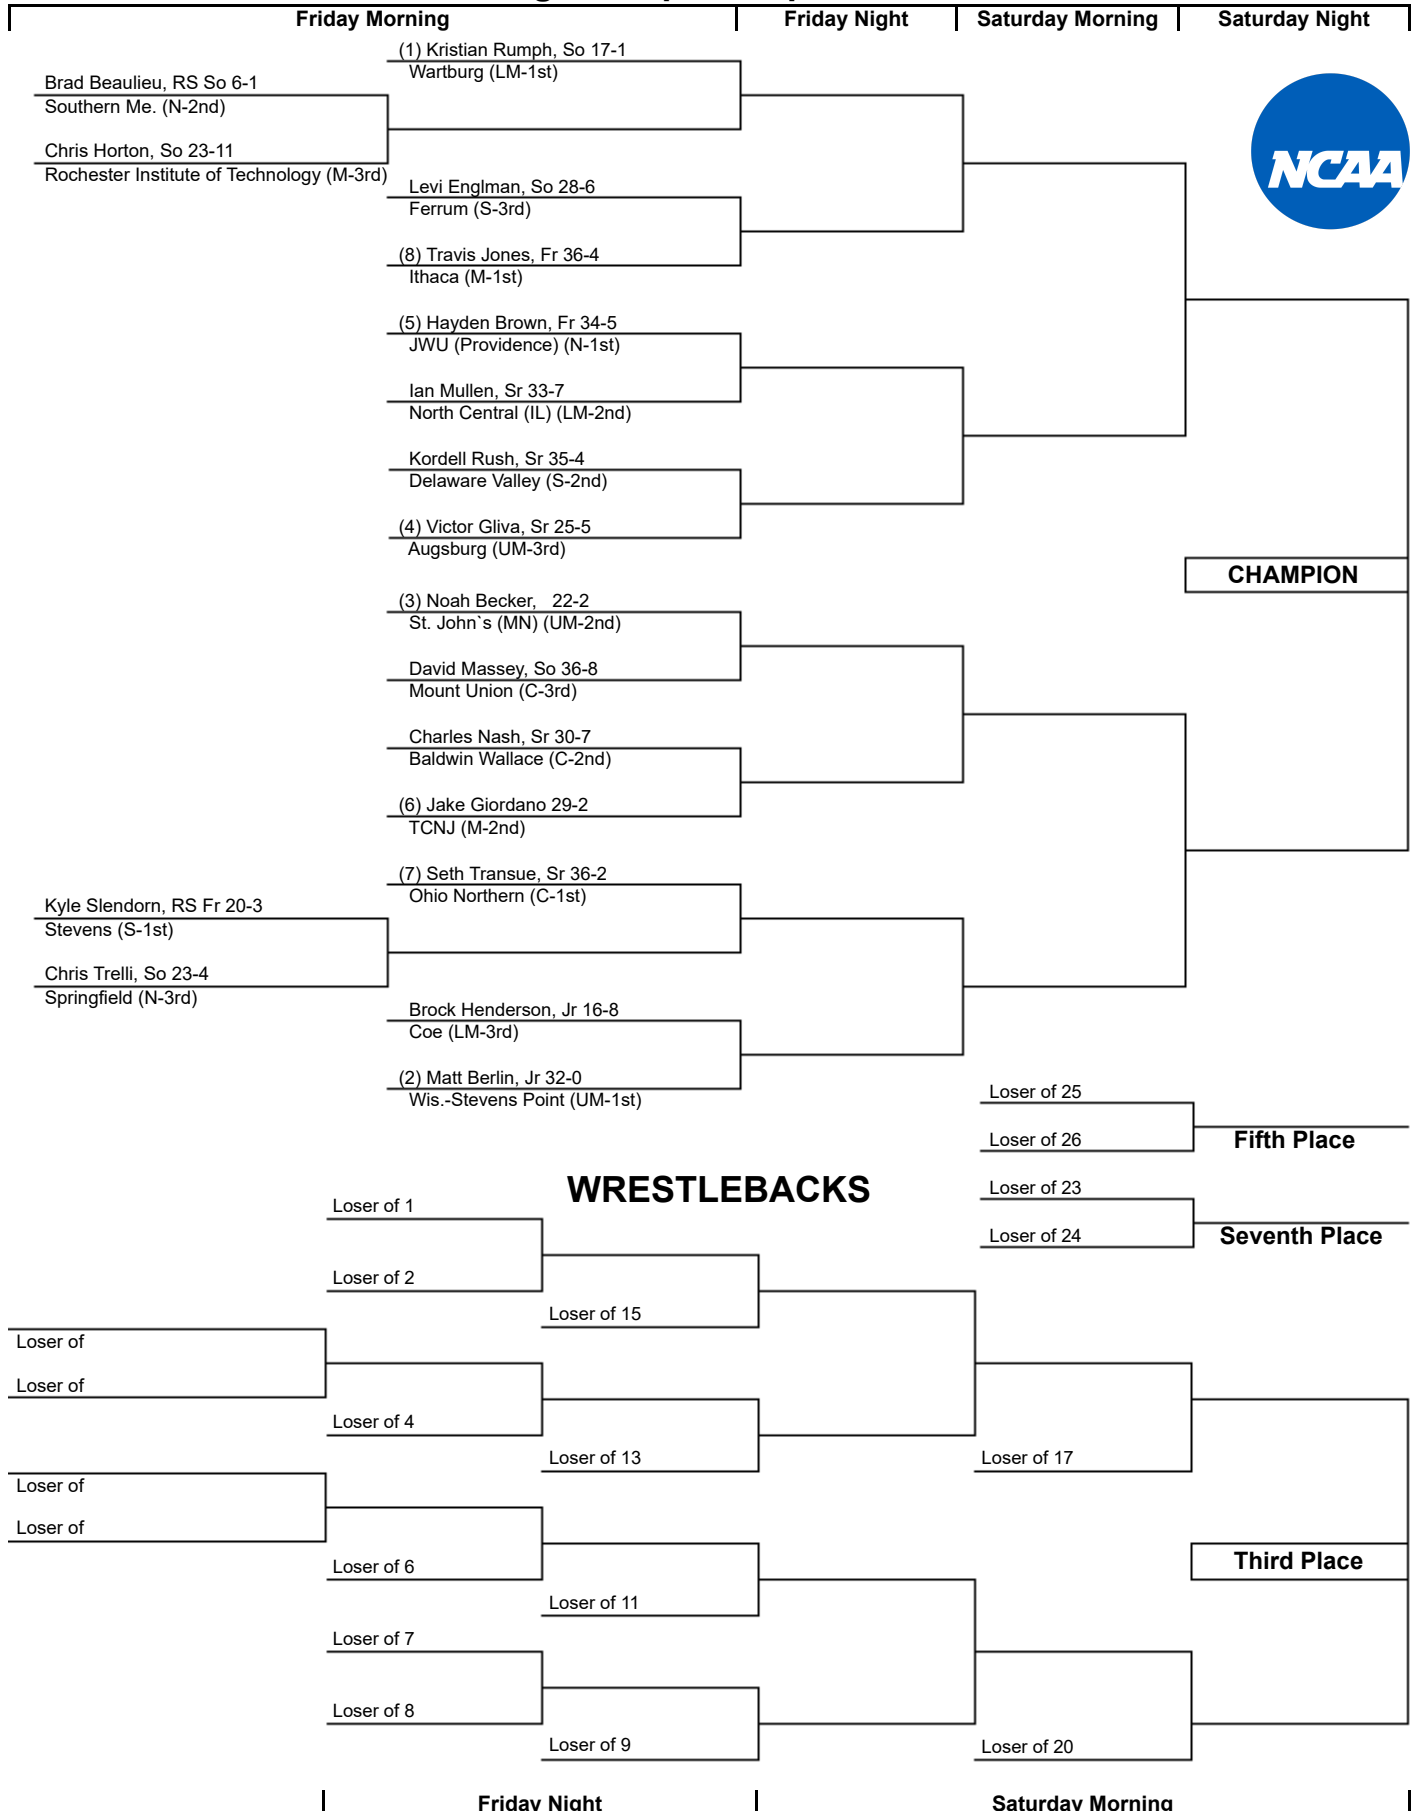 Friday Morning
Friday Night
Saturday Morning
Saturday Night
(1) Kristian Rumph, So 17-1
Wartburg (LM-1st)
Brad Beaulieu, RS So 6-1
Southern Me. (N-2nd)
Chris Horton, So 23-11
Rochester Institute of Technology (M-3rd)
NCAA
Levi Englman, So 28-6
Ferrum (S-3rd)
(8) Travis Jones, Fr 36-4
Ithaca (M-1st)
(5) Hayden Brown, Fr 34-5
JWU (Providence) (N-1st)
Ian Mullen, Sr 33-7
North Central (IL) (LM-2nd)
Kordell Rush, Sr 35-4
Delaware Valley (S-2nd)
(4) Victor Gliva, Sr 25-5
Augsburg (UM-3rd)
CHAMPION
(3) Noah Becker, 22-2
St. John`s (MN) (UM-2nd)
David Massey, So 36-8
Mount Union (C-3rd)
Charles Nash, Sr 30-7
Baldwin Wallace (C-2nd)
(6) Jake Giordano 29-2
TCNJ (M-2nd)
(7) Seth Transue, Sr 36-2
Ohio Northern (C-1st)
Kyle Slendorn, RS Fr 20-3
Stevens (S-1st)
Chris Trelli, So 23-4
Springfield (N-3rd)
Brock Henderson, Jr 16-8
Coe (LM-3rd)
(2) Matt Berlin, Jr 32-0
Wis.-Stevens Point (UM-1st)
Loser of 25
Loser of 26
Fifth Place
Loser of 23
Loser of 24
Seventh Place
WRESTLEBACKS
Loser of 1
Loser of 2
Loser of 15
Loser of
Loser of
Loser of 4
Loser of 13
Loser of 17
Loser of
Loser of
Loser of 6
Loser of 11
Third Place
Loser of 7
Loser of 8
Loser of 9
Loser of 20
Friday Night
Saturday Morning